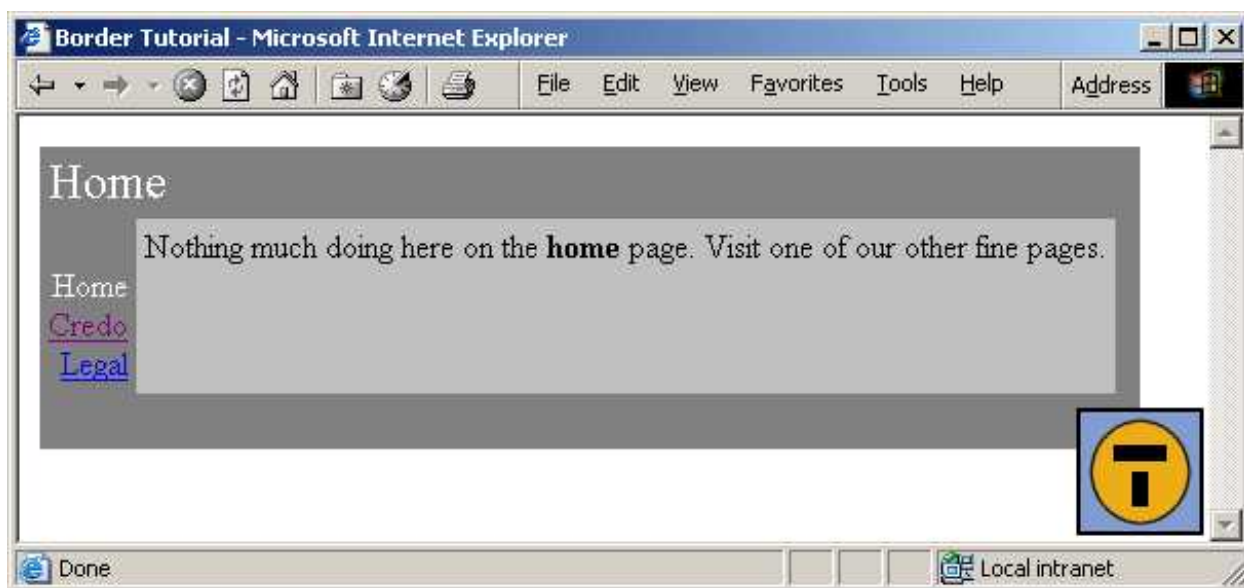 Border Tutorial - Microsoft Internet Explorer
File Edit View Favorites Tools Help Address
Home
Nothing much doing here on the home page. Visit one of our other fine pages.
Home
Credo
Legal
Done
Local intranet